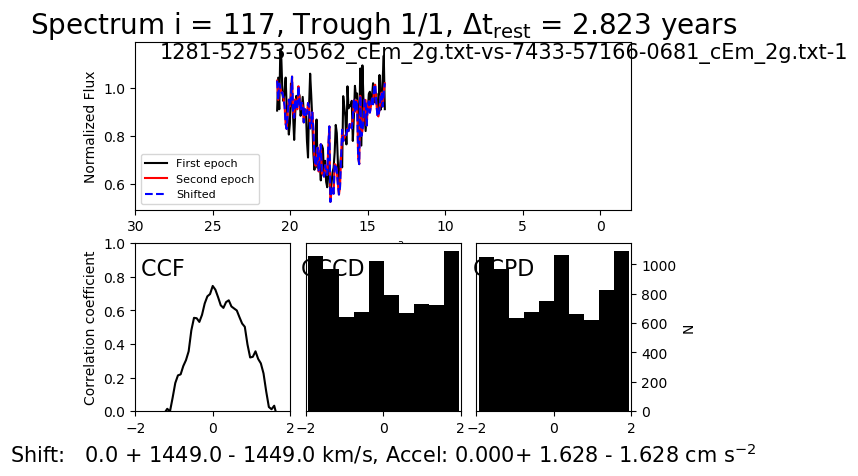 Spectrum i = 117, Trough 1/1, Δt_rest = 2.823 years
1281-52753-0562_cEm_2g.txt-vs-7433-57166-0681_cEm_2g.txt-1
Normalized Flux
1.0
0.8
0.6
First epoch
Second epoch
Shifted
30 25 20 15 10 5 0
Correlation coefficient
1.0
0.8
0.6
0.4
0.2
0.0
CCF
CCCD
CCPD
1000
800
600
400
200
0
N
−2 0 2
−2 0 2
−2 0 2
Shift: 0.0 + 1449.0 - 1449.0 km/s, Accel: 0.000+ 1.628 - 1.628 cm s⁻²